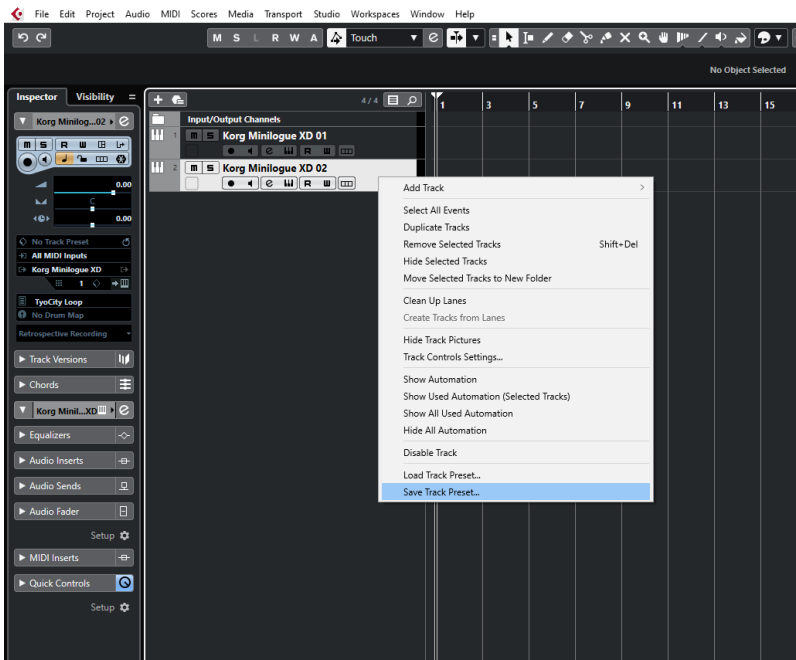 File Edit Project Audio MIDI Scores Media Transport Studio Workspaces Window Help
M S L R W A Touch
No Object Selected
Inspector Visibility
4/4
1 3 5 7 9 11 13 15
Korg Minilog...02
Input/Output Channels
1 m S Korg Minilogue XD 01
e R
m S R
2 m S Korg Minilogue XD 02
e R
0.00
C
0.00
No Track Preset
All MIDI Inputs
Korg Minilogue XD
1
TyoCity Loop
No Drum Map
Retrospective Recording
Track Versions
Chords
Korg Minil...XD
Equalizers
Audio Inserts
Audio Sends
Audio Fader
Setup
MIDI Inserts
Quick Controls
Setup
Add Track
Select All Events
Duplicate Tracks
Remove Selected Tracks Shift+Del
Hide Selected Tracks
Move Selected Tracks to New Folder
Clean Up Lanes
Create Tracks from Lanes
Hide Track Pictures
Track Controls Settings...
Show Automation
Show Used Automation (Selected Tracks)
Show All Used Automation
Hide All Automation
Disable Track
Load Track Preset...
Save Track Preset...